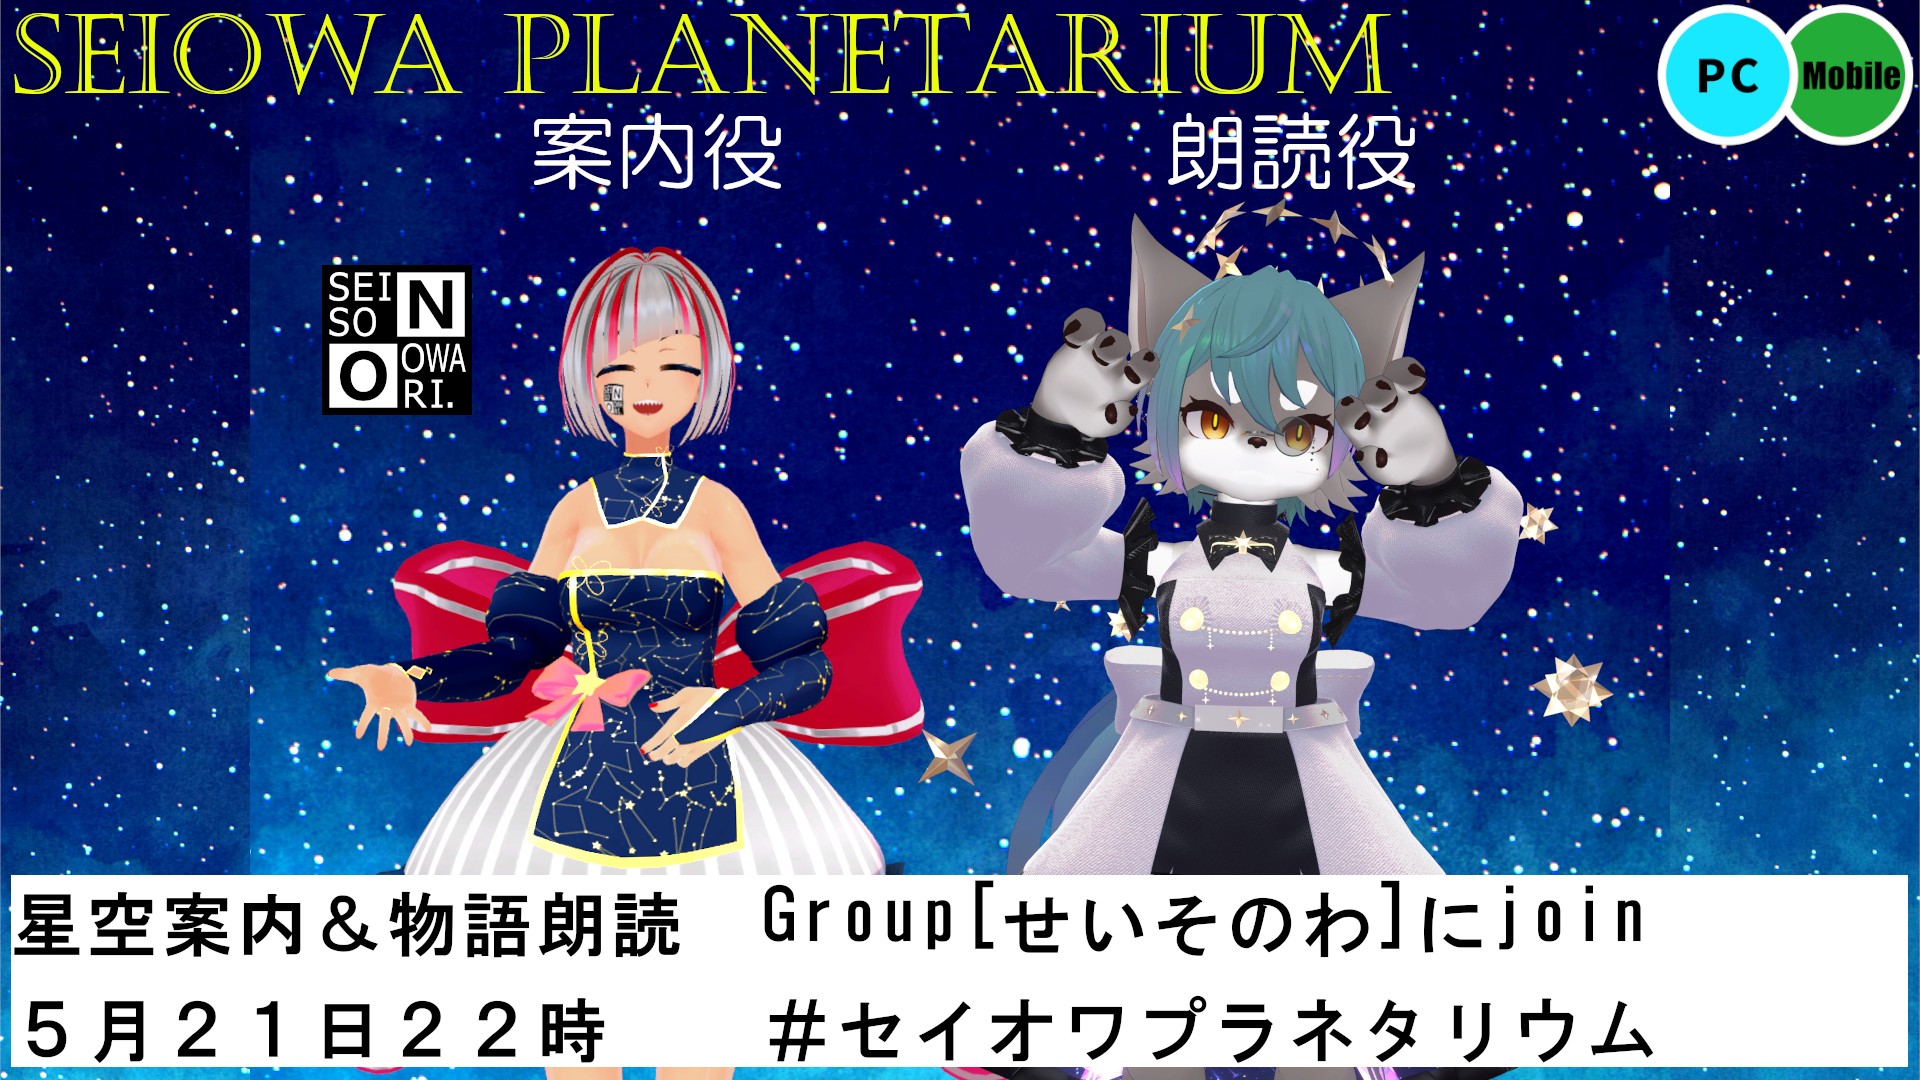 SEIOWA PLANETARIUM
PC
Mobile
案内役
朗読役
SEI
SO
N
O
OWA
RI.
星空案内＆物語朗読
Group[せいそのわ]にjoin
５月２１日２２時
＃セイオワプラネタリウム